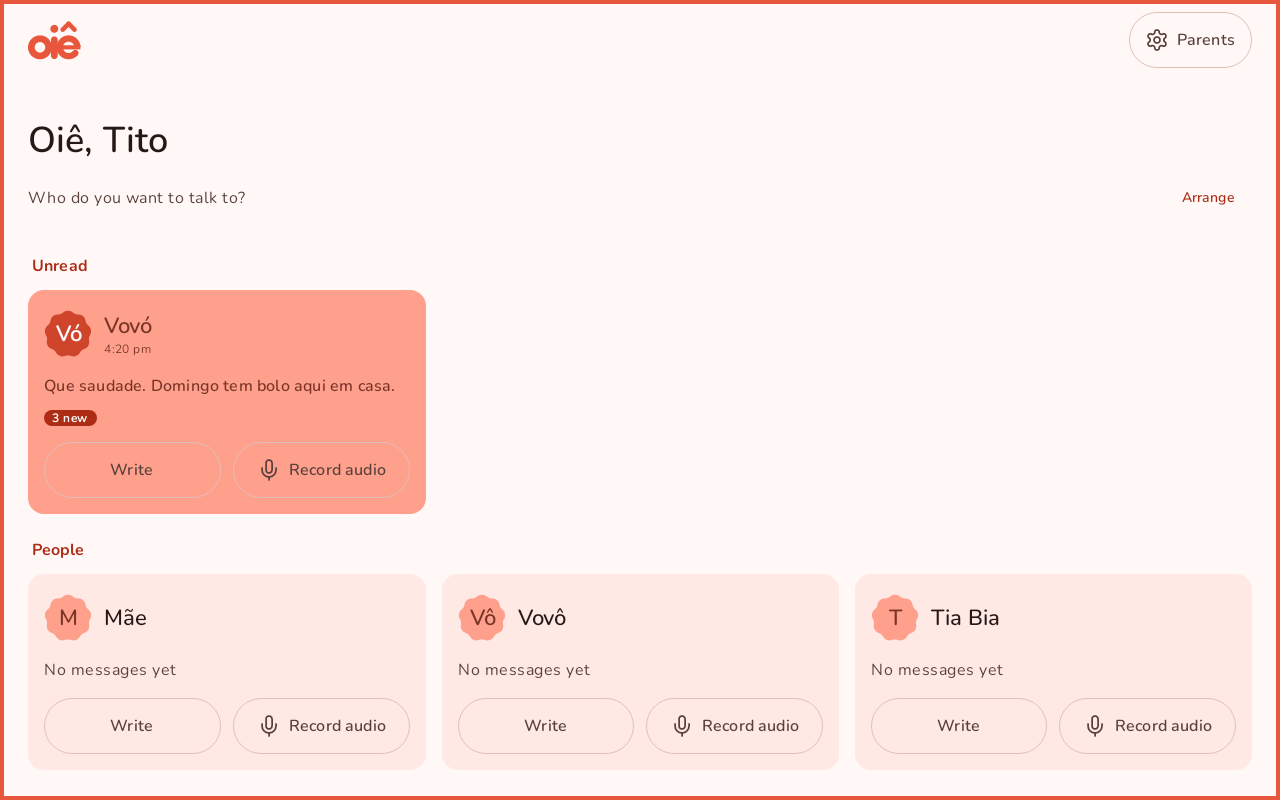 oiê
Parents
Oiê, Tito
Who do you want to talk to?
Arrange
Unread
Vó
Vovó
4:20 pm
Que saudade. Domingo tem bolo aqui em casa.
3 new
Write
Record audio
People
M
Mãe
No messages yet
Write
Record audio
Vô
Vovô
No messages yet
Write
Record audio
T
Tia Bia
No messages yet
Write
Record audio